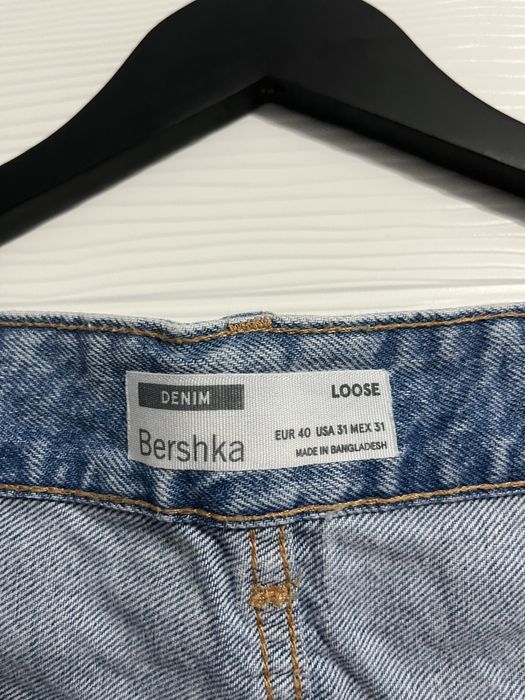 DENIM
LOOSE
Bershka
EUR 40 USA 31 MEX 31
MADE IN BANGLADESH